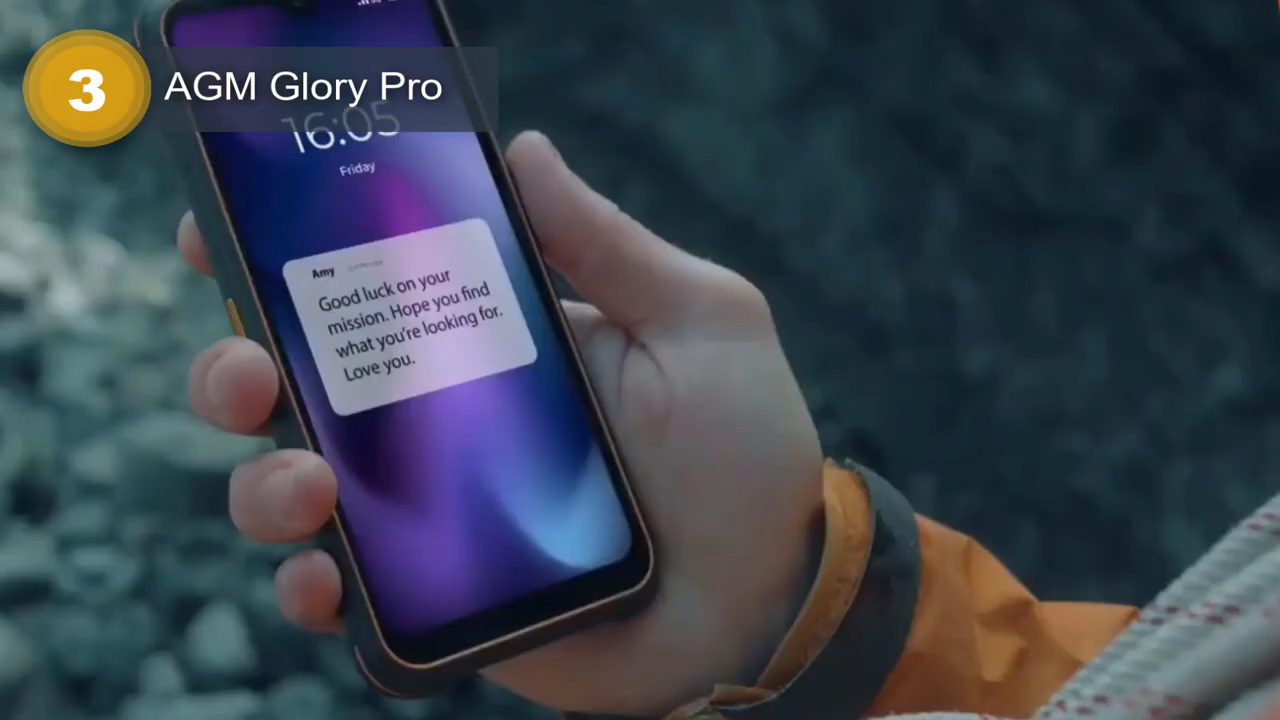 3
AGM Glory Pro
16:05
Friday
Amy
Good luck on your
mission. Hope you find
what you're looking for.
Love you.